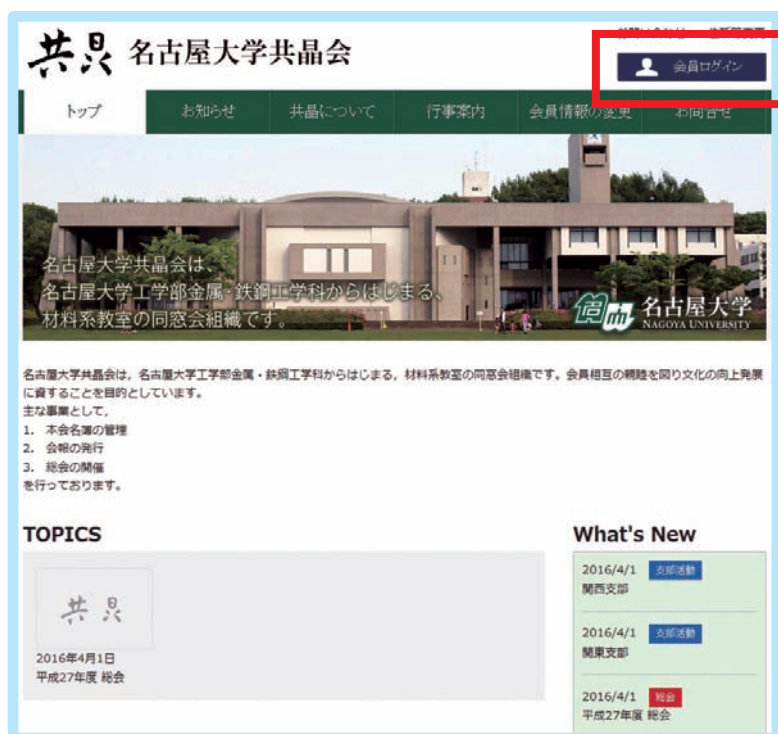 共晶 名古屋大学共晶会
会員ログイン
トップ お知らせ 共晶について 行事案内 会員情報の変更 お問合せ
名古屋大学共晶会は、
名古屋大学工学部金属・鉄鋼工学科からはじまる、
材料系教室の同窓会組織です。
名古屋大学
NAGOYA UNIVERSITY
名古屋大学共晶会は，名古屋大学工学部金属・鉄鋼工学科からはじまる，材料系教室の同窓会組織です。会員相互の親睦を図り文化の向上発展
に資することを目的としています。
主な事業として，
1. 本会名簿の管理
2. 会報の発行
3. 総会の開催
を行っております。
TOPICS
共晶
2016年4月1日
平成27年度 総会
What's New
2016/4/1 支部活動
関西支部
2016/4/1 支部活動
関東支部
2016/4/1 総会
平成27年度 総会